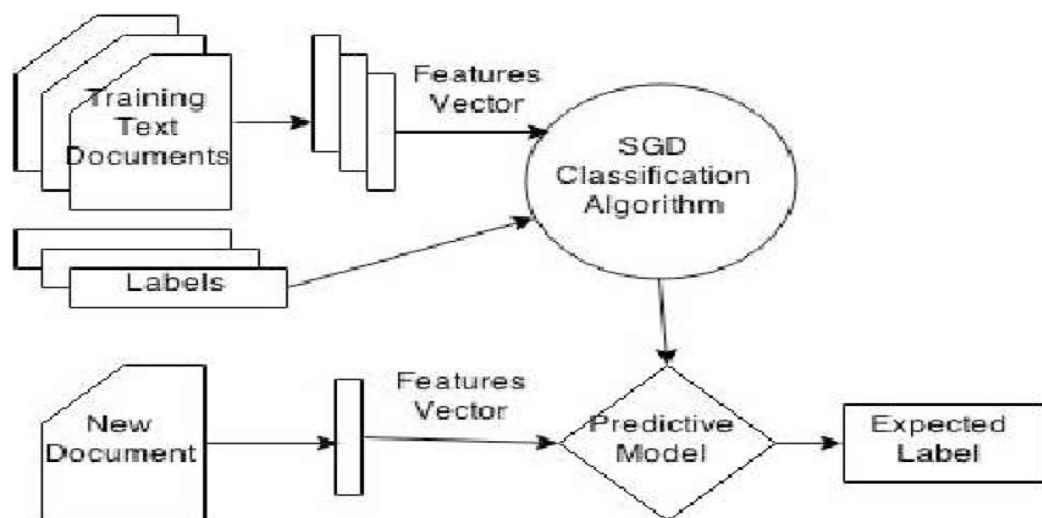 Training
Text
Documents
Features
Vector
SGD
Classification
Algorithm
Labels
New
Document
Features
Vector
Predictive
Model
Expected
Label